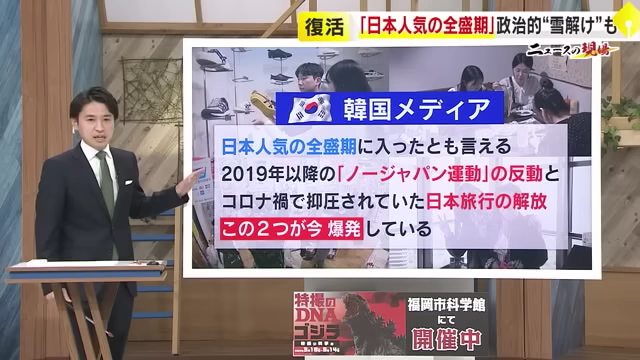 復活
「日本人気の全盛期」政治的“雪解け”も
ニュースの現場
韓国メディア
日本人気の全盛期に入ったとも言える
2019年以降の「ノージャパン運動」の反動と
コロナ禍で抑圧されていた日本旅行の解放
この2つが今 爆発している
特撮の
DNA
ゴジラ
福岡市科学館
にて
開催中